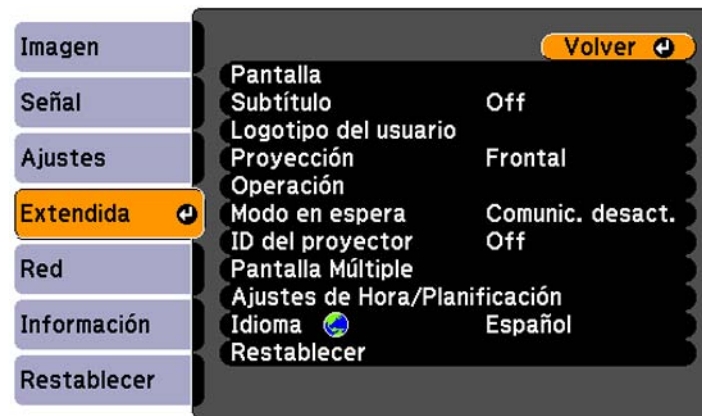 Imagen
Señal
Ajustes
Extendida
Red
Información
Restablecer
Volver
Pantalla
Subtítulo Off
Logotipo del usuario
Proyección Frontal
Operación
Modo en espera Comunic. desact.
ID del proyector Off
Pantalla Múltiple
Ajustes de Hora/Planificación
Idioma Español
Restablecer